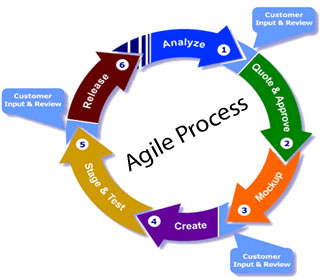 Customer
Input & Review
Analyze
1
Quote & Approve
2
Mockup
3
Customer
Input & Review
Create
4
Stage & Test
5
Customer
Input & Review
Release
6
Agile Process